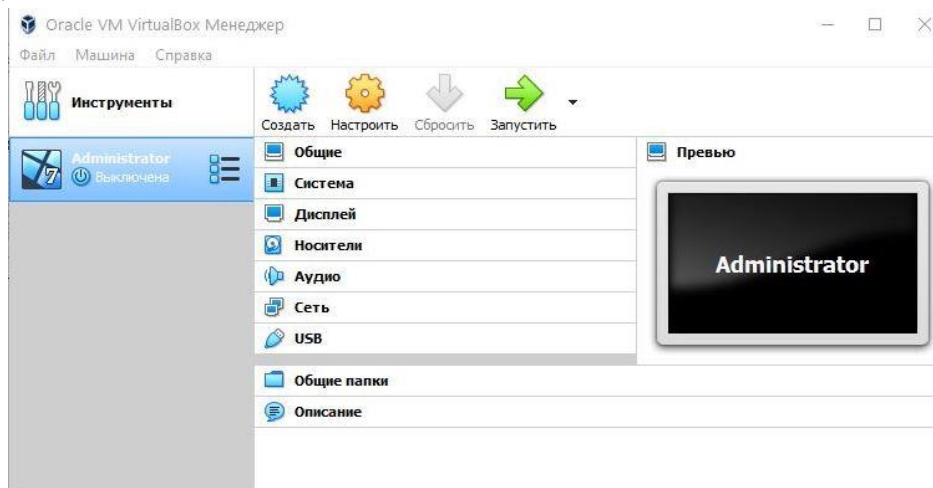 Oracle VM VirtualBox Менеджер
Файл Машина Справка
Инструменты
Создать Настроить Сбросить Запустить
Administrator
Выключена
Общие
Система
Дисплей
Носители
Аудио
Сеть
USB
Общие папки
Описание
Превью
Administrator